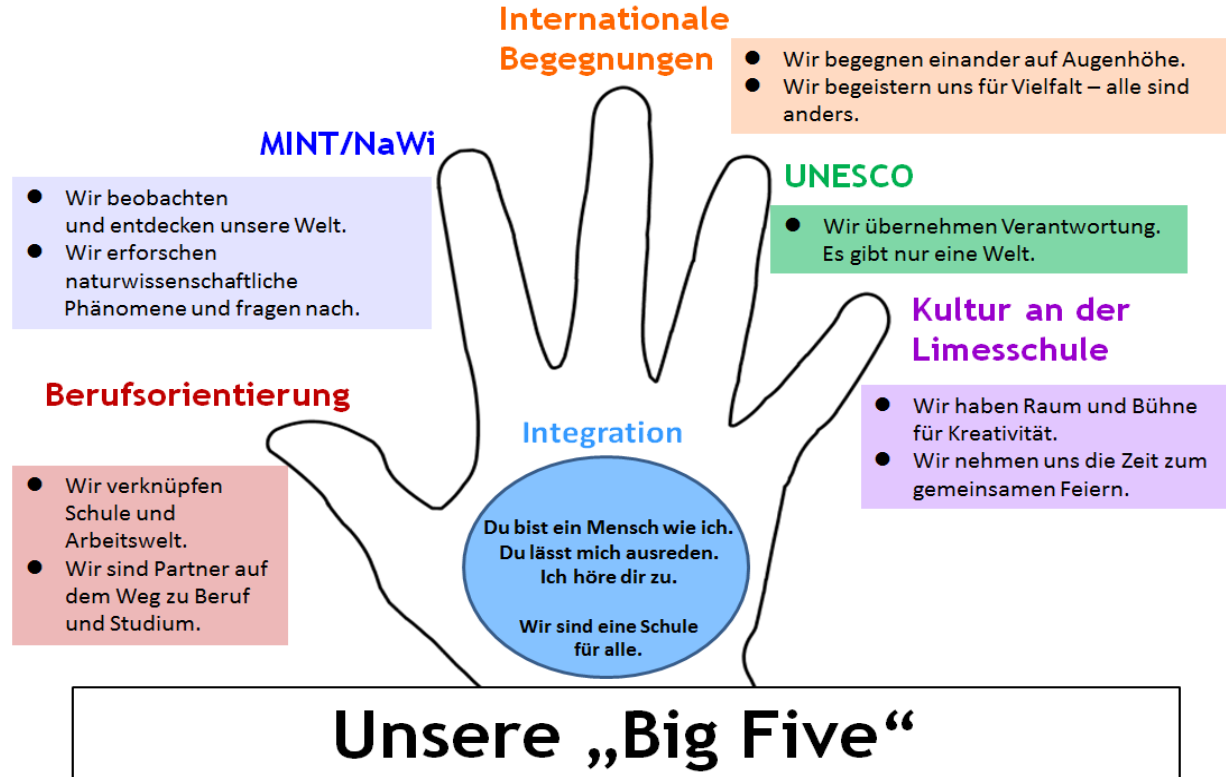 Internationale
Begegnungen
● Wir begegnen einander auf Augenhöhe.
● Wir begeistern uns für Vielfalt – alle sind
anders.
MINT/NaWi
● Wir beobachten
und entdecken unsere Welt.
● Wir erforschen
naturwissenschaftliche
Phänomene und fragen nach.
UNESCO
● Wir übernehmen Verantwortung.
Es gibt nur eine Welt.
Kultur an der
Limesschule
● Wir haben Raum und Bühne
für Kreativität.
● Wir nehmen uns die Zeit zum
gemeinsamen Feiern.
Berufsorientierung
● Wir verknüpfen
Schule und
Arbeitswelt.
● Wir sind Partner auf
dem Weg zu Beruf
und Studium.
Integration
Du bist ein Mensch wie ich.
Du lässt mich ausreden.
Ich höre dir zu.
Wir sind eine Schule
für alle.
Unsere „Big Five“